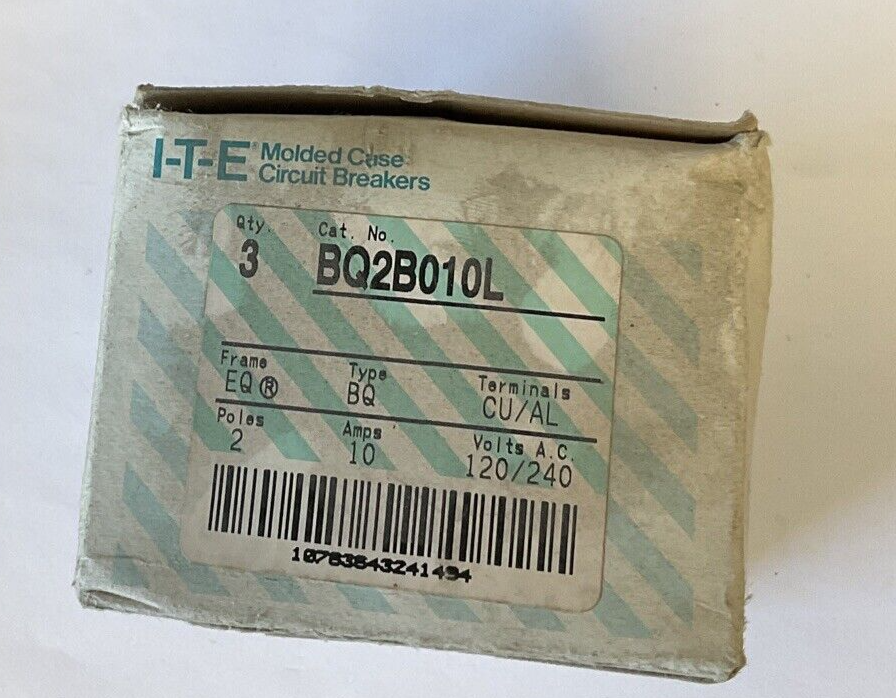 I-T-E® Molded Case
Circuit Breakers
Qty. Cat. No.
3 BQ2B010L
Frame Type Terminals
EQ® BQ CU/AL
Poles Amps Volts A.C.
2 10 120/240
10783643241494